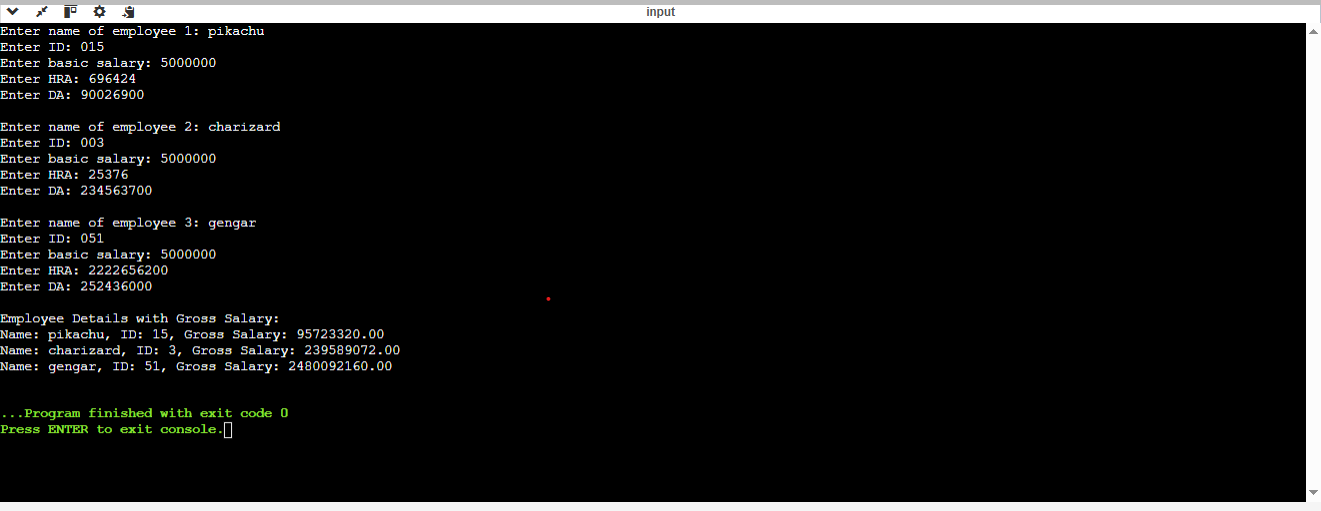 input
Enter name of employee 1: pikachu
Enter ID: 015
Enter basic salary: 5000000
Enter HRA: 696424
Enter DA: 90026900
Enter name of employee 2: charizard
Enter ID: 003
Enter basic salary: 5000000
Enter HRA: 25376
Enter DA: 234563700
Enter name of employee 3: gengar
Enter ID: 051
Enter basic salary: 5000000
Enter HRA: 2222656200
Enter DA: 252436000
Employee Details with Gross Salary:
Name: pikachu, ID: 15, Gross Salary: 95723320.00
Name: charizard, ID: 3, Gross Salary: 239589072.00
Name: gengar, ID: 51, Gross Salary: 2480092160.00
...Program finished with exit code 0
Press ENTER to exit console.